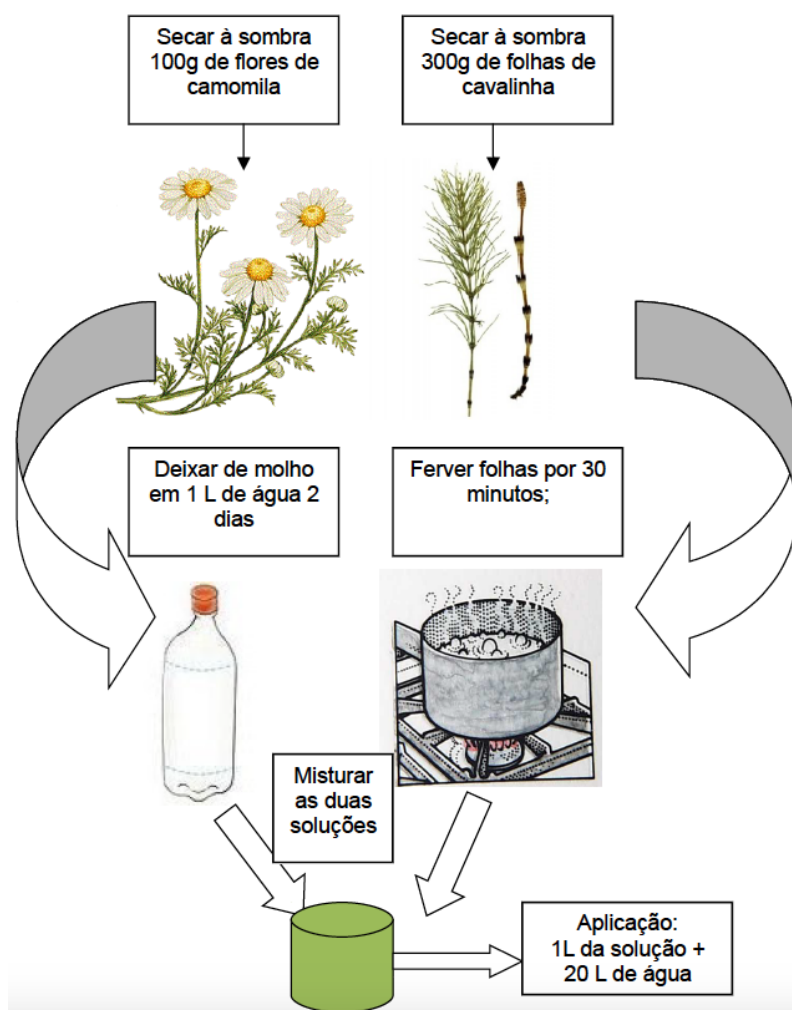 Secar à sombra
100g de flores de
camomila
Secar à sombra
300g de folhas de
cavalinha
Deixar de molho
em 1 L de água 2
dias
Ferver folhas por 30
minutos;
Misturar
as duas
soluções
Aplicação:
1L da solução +
20 L de água